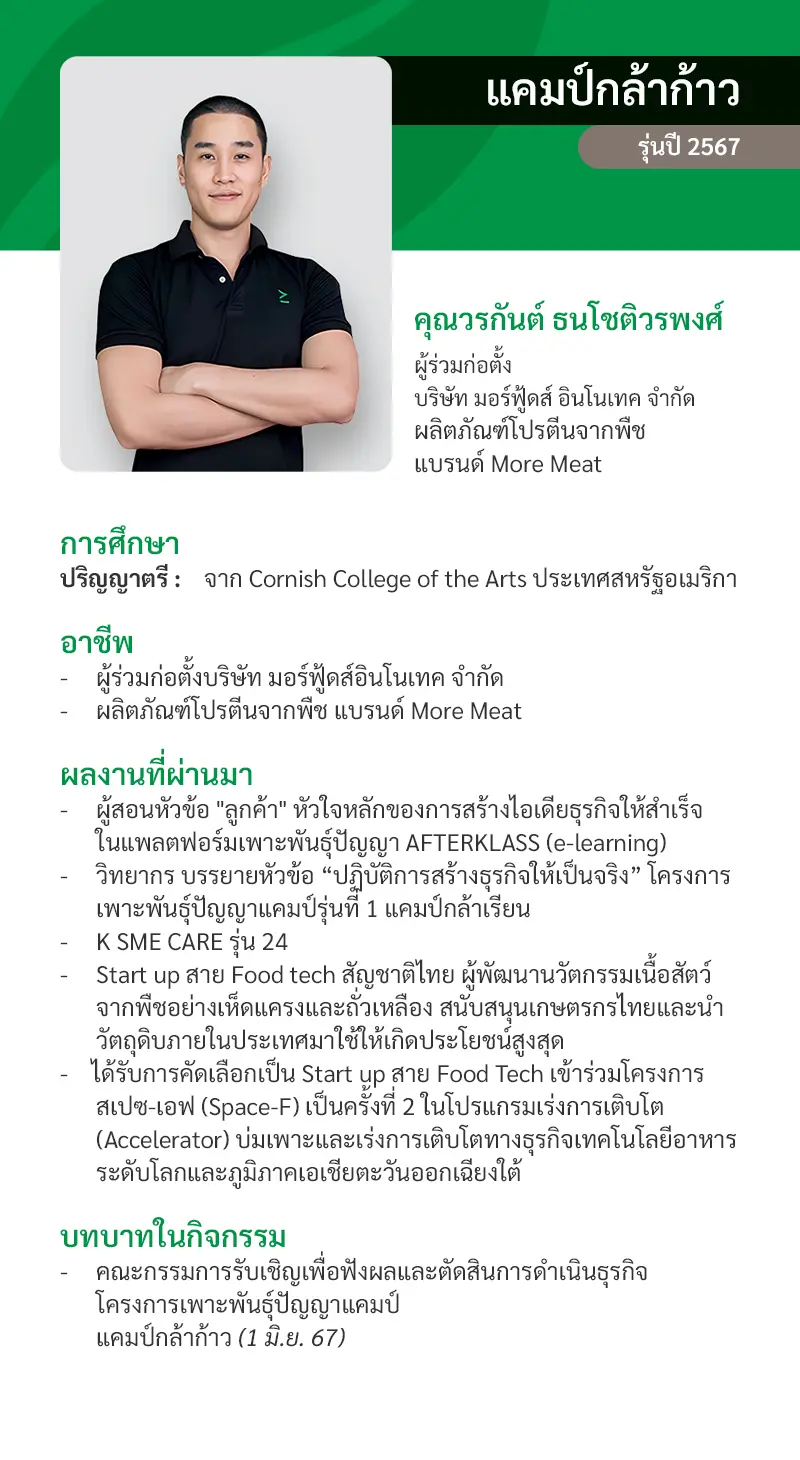 แคมป์กล้าก้าว
รุ่นปี 2567
คุณวรกันต์ ธนโชติวรพงศ์
ผู้ร่วมก่อตั้ง
บริษัท มอร์ฟู้ดส์ อินโนเทค จำกัด
ผลิตภัณฑ์โปรตีนจากพืช
แบรนด์ More Meat
การศึกษา
ปริญญาตรี : จาก Cornish College of the Arts ประเทศสหรัฐอเมริกา
อาชีพ
- ผู้ร่วมก่อตั้งบริษัท มอร์ฟู้ดส์อินโนเทค จำกัด
- ผลิตภัณฑ์โปรตีนจากพืช แบรนด์ More Meat
ผลงานที่ผ่านมา
- ผู้สอนหัวข้อ "ลูกค้า" หัวใจหลักของการสร้างไอเดียธุรกิจให้สำเร็จ
ในแพลตฟอร์มเพาะพันธุ์ปัญญา AFTERKLASS (e-learning)
- วิทยากร บรรยายหัวข้อ “ปฏิบัติการสร้างธุรกิจให้เป็นจริง” โครงการ
เพาะพันธุ์ปัญญาแคมป์รุ่นที่ 1 แคมป์กล้าเรียน
- K SME CARE รุ่น 24
- Start up สาย Food tech สัญชาติไทย ผู้พัฒนานวัตกรรมเนื้อสัตว์
จากพืชอย่างเห็ดแครงและถั่วเหลือง สนับสนุนเกษตรกรไทยและนำ
วัตถุดิบภายในประเทศมาใช้ให้เกิดประโยชน์สูงสุด
- ได้รับการคัดเลือกเป็น Start up สาย Food Tech เข้าร่วมโครงการ
สเปซ-เอฟ (Space-F) เป็นครั้งที่ 2 ในโปรแกรมเร่งการเติบโต
(Accelerator) บ่มเพาะและเร่งการเติบโตทางธุรกิจเทคโนโลยีอาหาร
ระดับโลกและภูมิภาคเอเชียตะวันออกเฉียงใต้
บทบาทในกิจกรรม
- คณะกรรมการรับเชิญเพื่อฟังผลและตัดสินการดำเนินธุรกิจ
โครงการเพาะพันธุ์ปัญญาแคมป์
แคมป์กล้าก้าว (1 มิ.ย. 67)